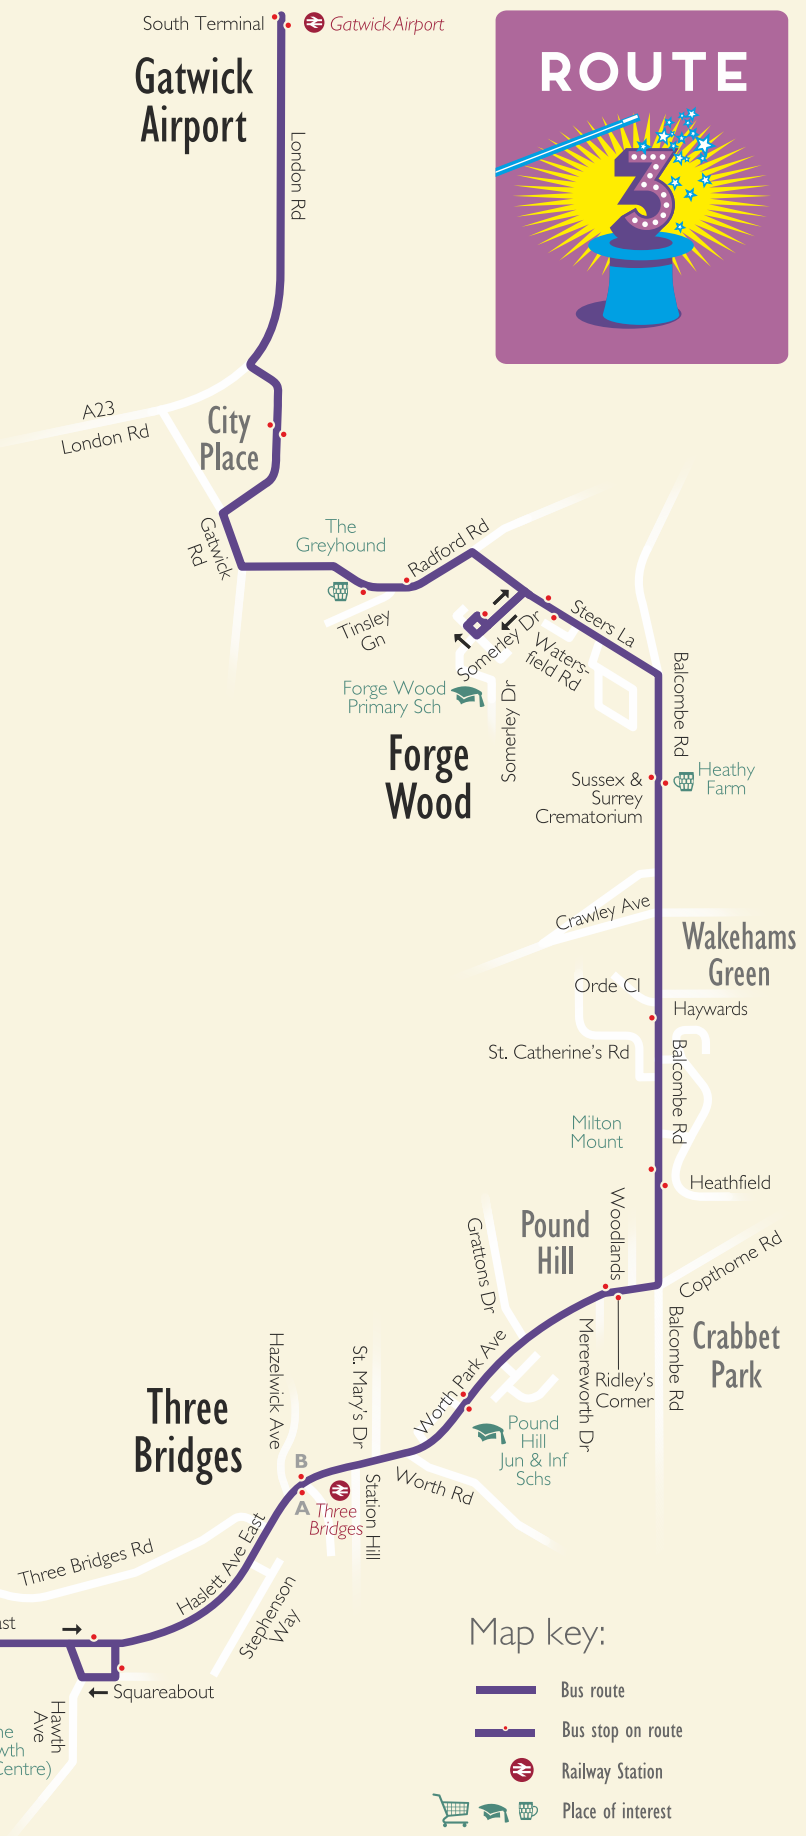 South Terminal
Gatwick Airport
ROUTE
3
Gatwick
Airport
London Rd
A23
London Rd
City
Place
Gatwick
Rd
The
Greyhound
Radford Rd
Tinsley
Gn
Steers La
Somerley Dr
Waters-
field Rd
Forge Wood
Primary Sch
Somerley Dr
Balcombe Rd
Forge
Wood
Sussex &
Surrey
Crematorium
Heathy
Farm
Crawley Ave
Wakehams
Green
Orde Cl
Haywards
St. Catherine's Rd
Balcombe Rd
Milton
Mount
Heathfield
Woodlands
Pound
Hill
Grattons Dr
Copthorne Rd
Balcombe Rd
Crabbet
Park
Merereworth Dr
Ridley's
Corner
Worth Park Ave
Hazelwick Ave
St. Mary's Dr
Three
Bridges
Pound
Hill
Jun & Inf
Schs
B
A
Three
Bridges
Station Hill
Worth Rd
Haslett Ave East
Three Bridges Rd
Stephenson
Way
ast
Squareabout
Hawth
Ave
ne
wth
Centre)
Map key:
Bus route
Bus stop on route
Railway Station
Place of interest